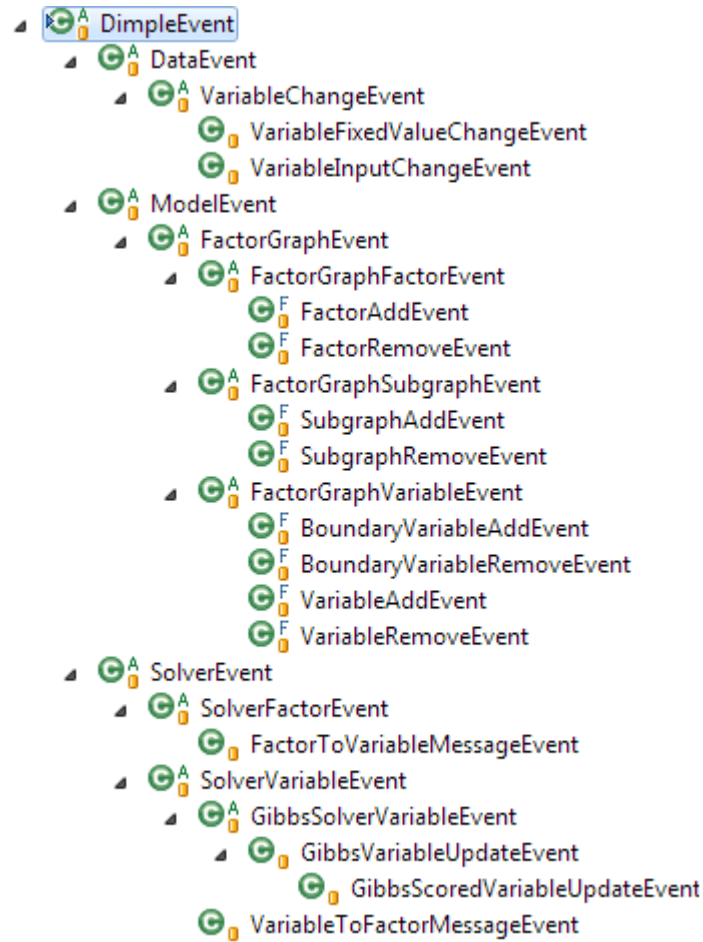 DimpleEvent
DataEvent
VariableChangeEvent
VariableFixedValueChangeEvent
VariableInputChangeEvent
ModelEvent
FactorGraphEvent
FactorGraphFactorEvent
FactorAddEvent
FactorRemoveEvent
FactorGraphSubgraphEvent
SubgraphAddEvent
SubgraphRemoveEvent
FactorGraphVariableEvent
BoundaryVariableAddEvent
BoundaryVariableRemoveEvent
VariableAddEvent
VariableRemoveEvent
SolverEvent
SolverFactorEvent
FactorToVariableMessageEvent
SolverVariableEvent
GibbsSolverVariableEvent
GibbsVariableUpdateEvent
GibbsScoredVariableUpdateEvent
VariableToFactorMessageEvent